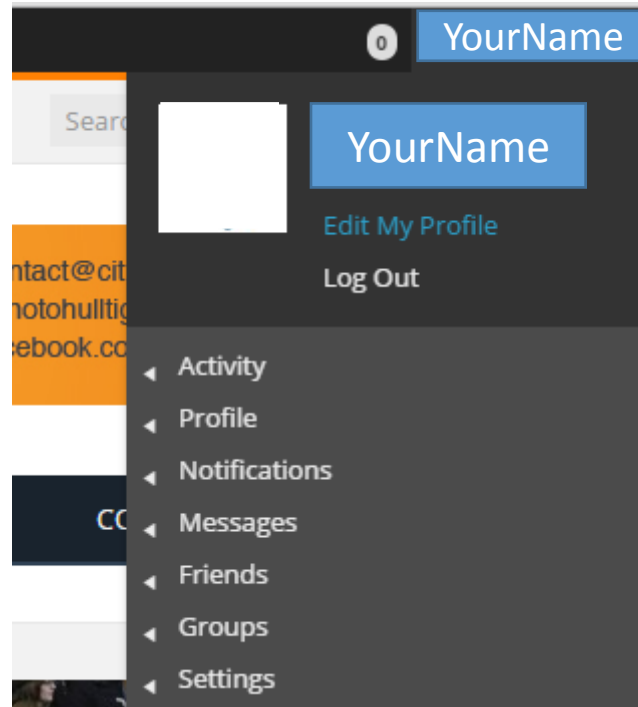 0 YourName
YourName
Edit My Profile
Log Out
Activity
Profile
Notifications
Messages
Friends
Groups
Settings